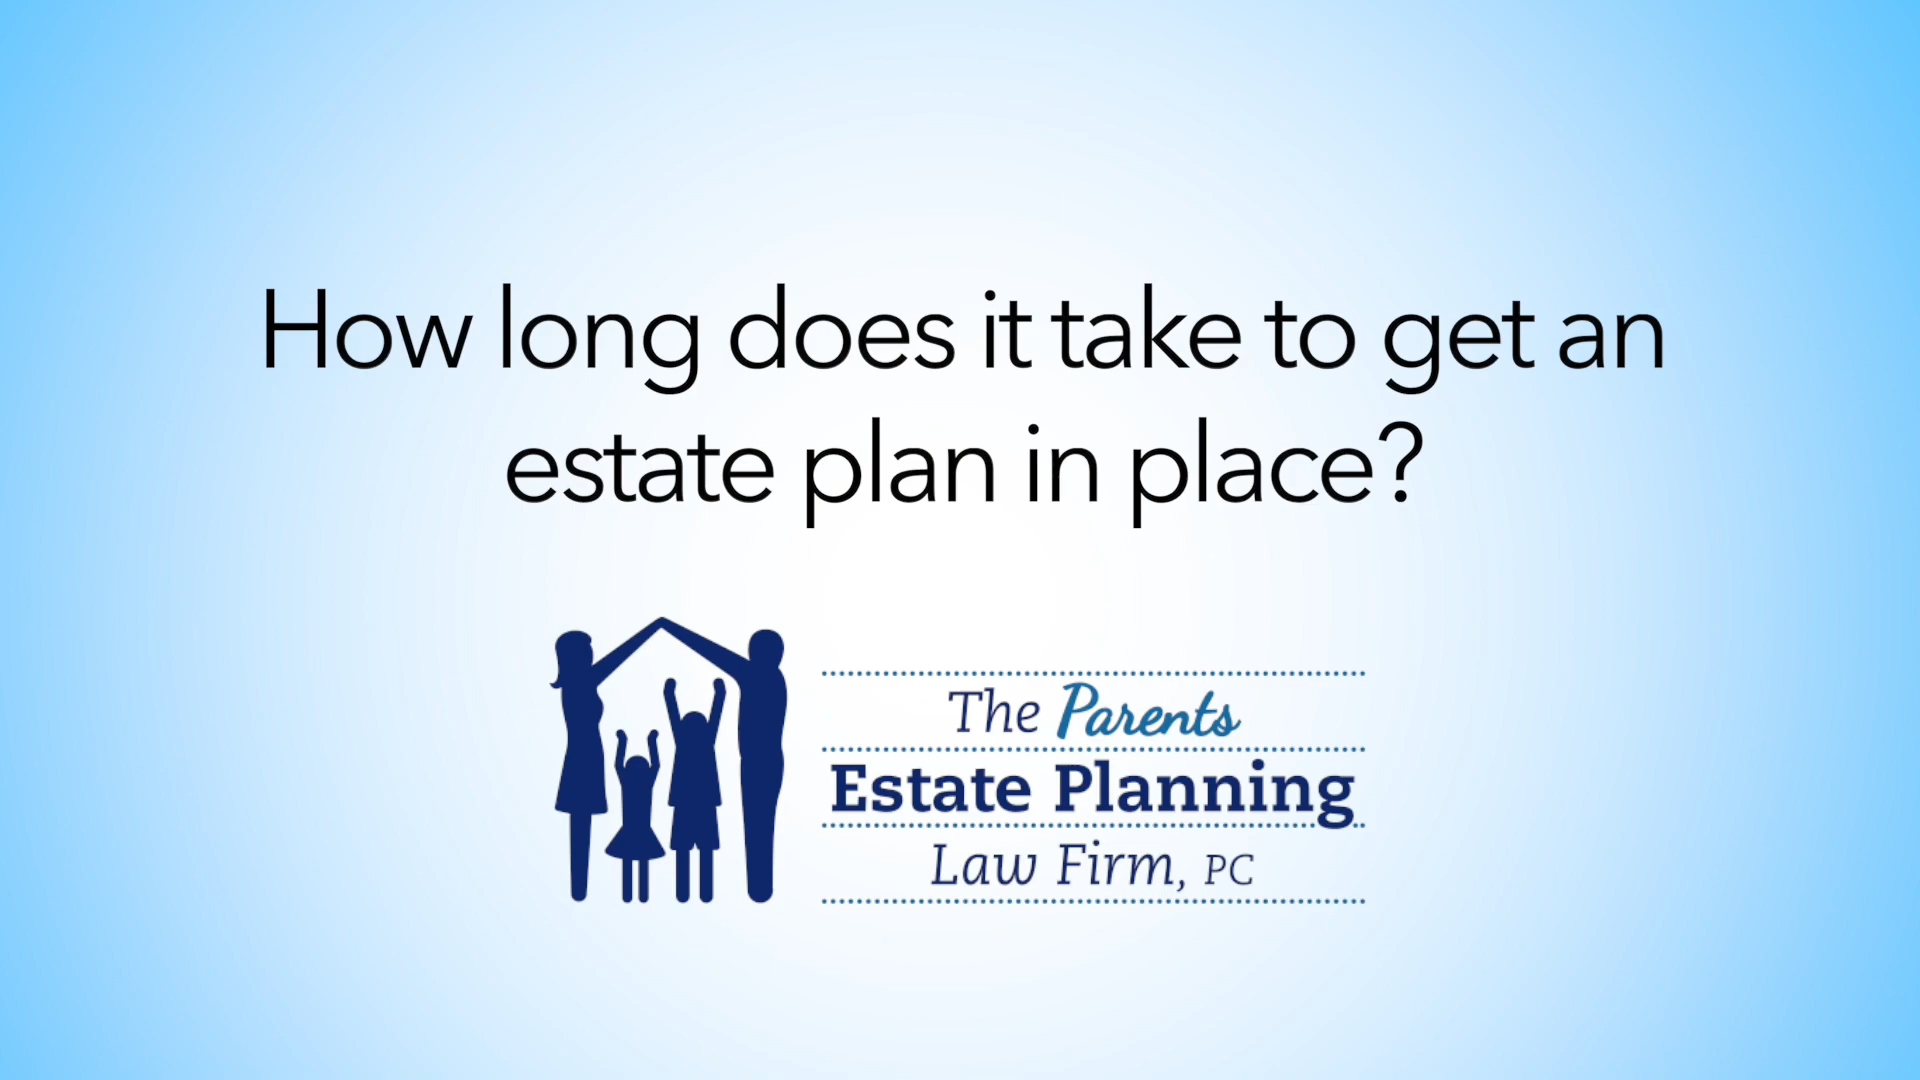 How long does it take to get an
estate plan in place?
The Parents
Estate Planning
Law Firm, PC